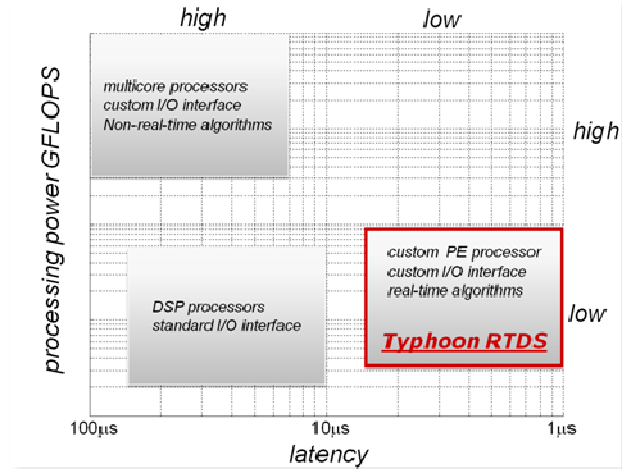 high
low
processing power GFLOPS
multicore processors
custom I/O interface
Non-real-time algorithms
high
custom PE processor
custom I/O interface
real-time algorithms
Typhoon RTDS
DSP processors
standard I/O interface
low
100µs
10µs
1µs
latency